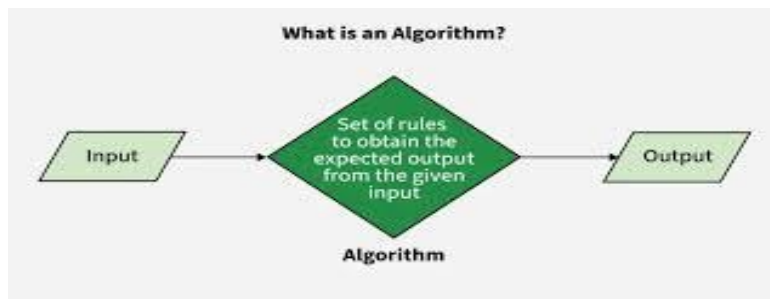 What is an Algorithm?
Input
Set of rules
to obtain the
expected output
from the given
input
Output
Algorithm